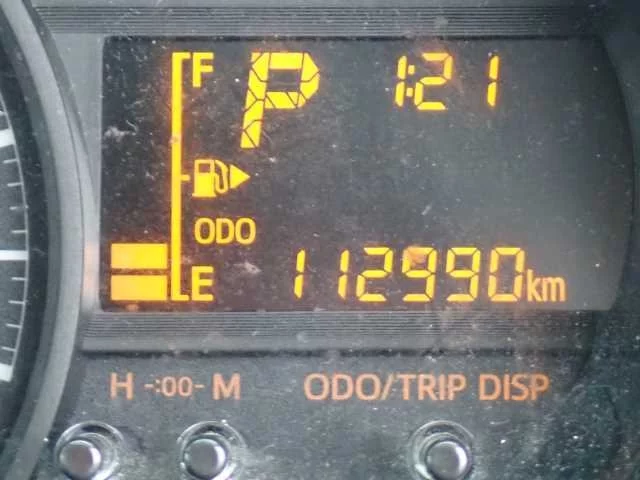 F P 1:21
ODO
E 112990km
H -:00- M ODO/TRIP DISP